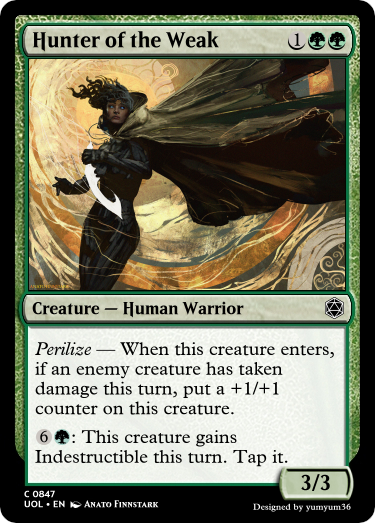 Hunter of the Weak 1
Creature — Human Warrior
Perilize — When this creature enters,
if an enemy creature has taken
damage this turn, put a +1/+1
counter on this creature.
6: This creature gains
Indestructible this turn. Tap it.
3/3
C 0847
UOL • EN Anato Finnstark
Designed by yumyum36